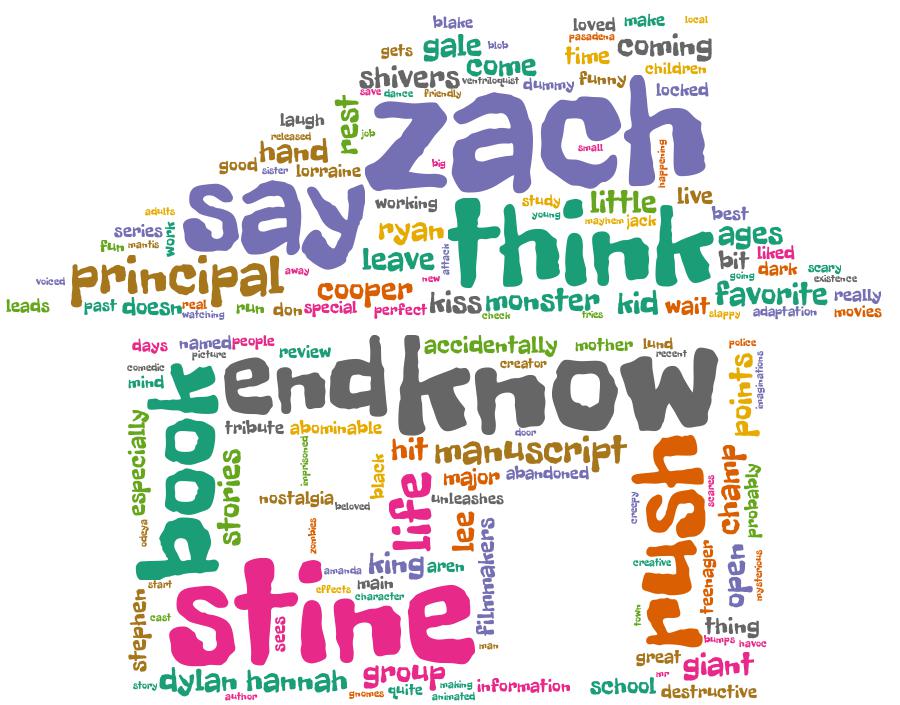 blake
loved make local
gets gale blob
pasadena
time coming
come
children
shivers ventriloquist dummy funny locked
save dance friendly
laugh rest zach
released job
hand
good sister lorraine big small happening
say working study little live
adults young mayhem jack best
series work ryan think ages
fun mantis leave attack bit liked
voiced principal away going dark scary
new existence
cooper
leads past doesn real run don special perfect kiss monster kid wait favorite really
watching check tries slappy adaptation movies
days named people review accidentally mother lund police
picture recent
comedic creator
mind book end know points imaginations
tribute abominable door
especially stories imprisoned hit manuscript rush champ
black major abandoned
nostalgia beloved life unleashes creepy scares probably
odeya zombies lee filmmakers
amanda king aren creative teenager open mysterious
start effects main
character
stephen cast stine sees town thing
man bumps havoc
great giant
story dylan hannah group making information school mr
author gnomes quite animated destructive